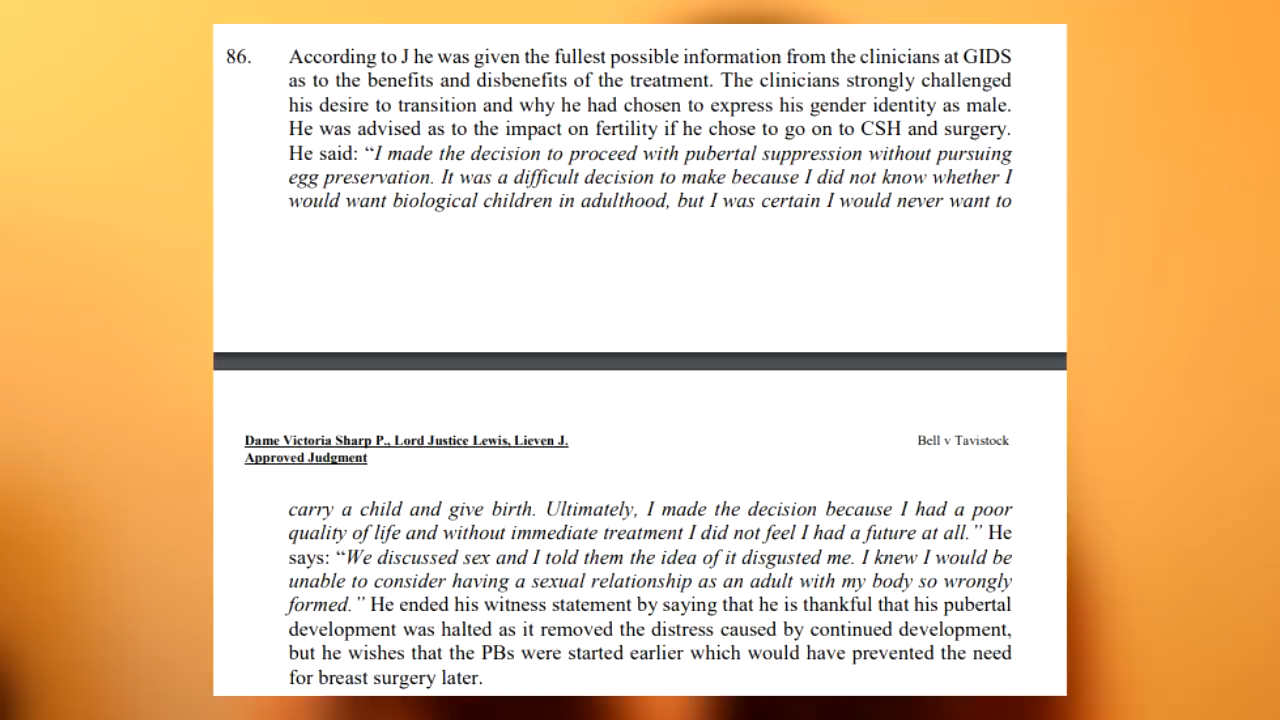 86. According to J he was given the fullest possible information from the clinicians at GIDS
as to the benefits and disbenefits of the treatment. The clinicians strongly challenged
his desire to transition and why he had chosen to express his gender identity as male.
He was advised as to the impact on fertility if he chose to go on to CSH and surgery.
He said: “I made the decision to proceed with pubertal suppression without pursuing
egg preservation. It was a difficult decision to make because I did not know whether I
would want biological children in adulthood, but I was certain I would never want to
Dame Victoria Sharp P., Lord Justice Lewis, Lieven J.
Approved Judgment
Bell v Tavistock
carry a child and give birth. Ultimately, I made the decision because I had a poor
quality of life and without immediate treatment I did not feel I had a future at all.” He
says: “We discussed sex and I told them the idea of it disgusted me. I knew I would be
unable to consider having a sexual relationship as an adult with my body so wrongly
formed.” He ended his witness statement by saying that he is thankful that his pubertal
development was halted as it removed the distress caused by continued development,
but he wishes that the PBs were started earlier which would have prevented the need
for breast surgery later.